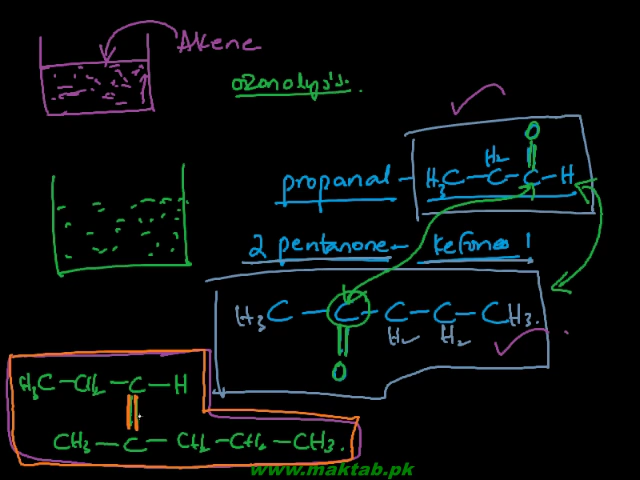 Alkene
ozonolysis.
O
propanal – H₃C – C – C – H
H₂
2 pentanone – ketones 1
H₃C – C – C – C – CH₃.
H₂ H₂
O
H₃C – CH₂ – C – H
CH₃ – C – CH₂ – CH₂ – CH₃.
www.maktab.pk